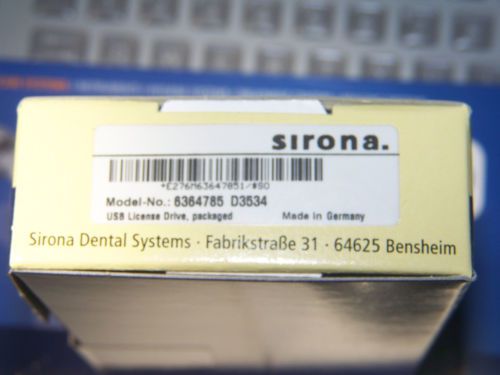 sirona.
+E276M63647851/#S0
Model-No.: 6364785 D3534
USB License Drive, packaged Made in Germany
Sirona Dental Systems · Fabrikstraße 31 · 64625 Bensheim